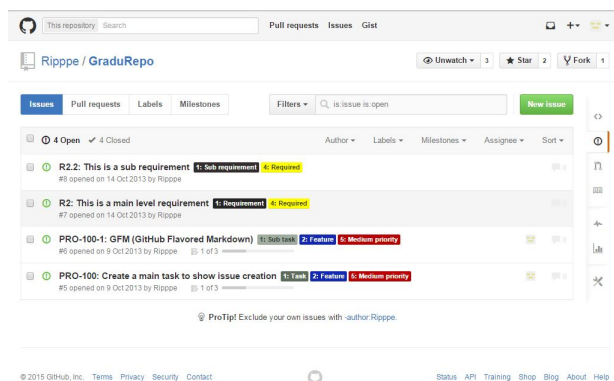 This repository Search Pull requests Issues Gist
Ripppe / GraduRepo Unwatch 3 Star 2 Fork 1
Issues Pull requests Labels Milestones Filters is:issue is:open New issue
4 Open 4 Closed Author Labels Milestones Assignee Sort
R2.2: This is a sub requirement 1: Sub requirement 4: Required
#8 opened on 14 Oct 2013 by Ripppe 0
R2: This is a main level requirement 1: Requirement 4: Required
#7 opened on 14 Oct 2013 by Ripppe 0
PRO-100-1: GFM (GitHub Flavored Markdown) 1: Sub task 2: Feature 5: Medium priority
#6 opened on 9 Oct 2013 by Ripppe 1 of 3 0
PRO-100: Create a main task to show issue creation 1: Task 2: Feature 5: Medium priority
#5 opened on 9 Oct 2013 by Ripppe 1 of 3 0
ProTip! Exclude your own issues with -author:Ripppe.
© 2015 GitHub, Inc. Terms Privacy Security Contact Status API Training Shop Blog About Help